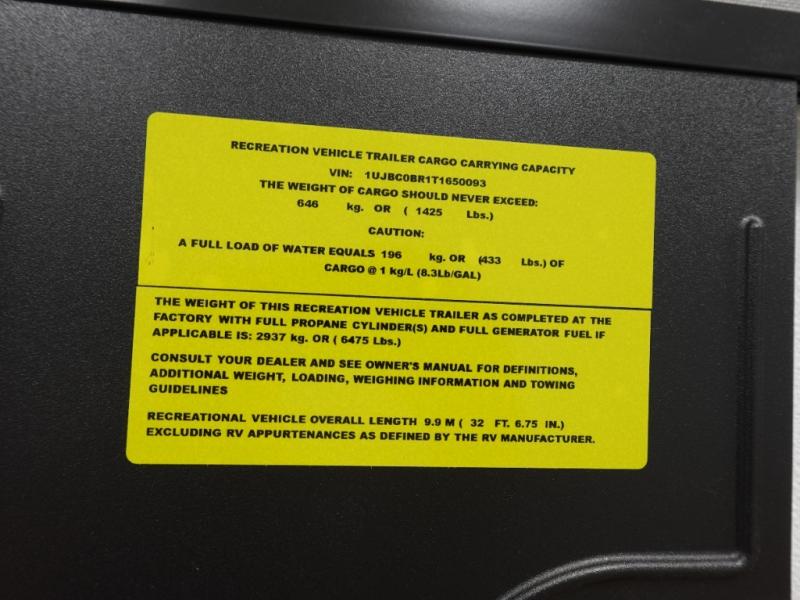 RECREATION VEHICLE TRAILER CARGO CARRYING CAPACITY
VIN: 1UJBC0BR1T1650093
THE WEIGHT OF CARGO SHOULD NEVER EXCEED:
646 kg. OR ( 1425 Lbs.)
CAUTION:
A FULL LOAD OF WATER EQUALS 196 kg. OR (433 Lbs.) OF
CARGO @ 1 kg/L (8.3Lb/GAL)
THE WEIGHT OF THIS RECREATION VEHICLE TRAILER AS COMPLETED AT THE
FACTORY WITH FULL PROPANE CYLINDER(S) AND FULL GENERATOR FUEL IF
APPLICABLE IS: 2937 kg. OR ( 6475 Lbs.)
CONSULT YOUR DEALER AND SEE OWNER'S MANUAL FOR DEFINITIONS,
ADDITIONAL WEIGHT, LOADING, WEIGHING INFORMATION AND TOWING
GUIDELINES
RECREATIONAL VEHICLE OVERALL LENGTH 9.9 M ( 32 FT. 6.75 IN.)
EXCLUDING RV APPURTENANCES AS DEFINED BY THE RV MANUFACTURER.